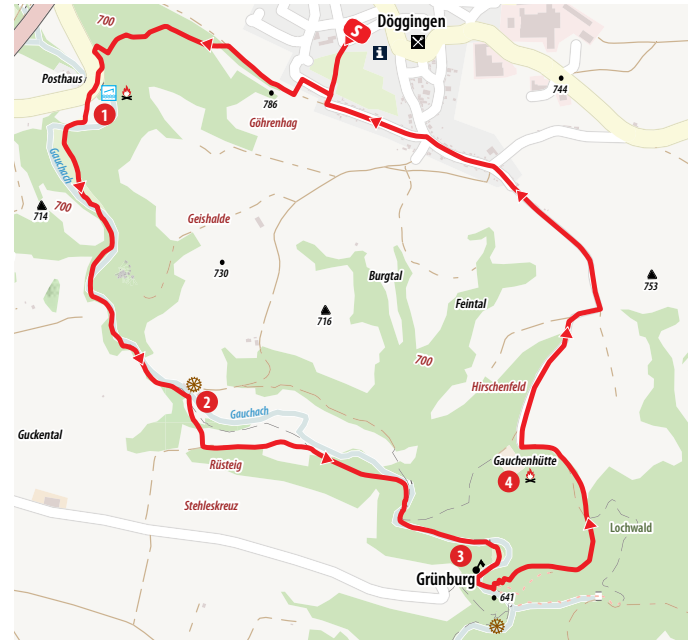 700
S
Döggingen
i
Posthaus
744
786
1
Göhrenhag
Gauchach
714
700
Geishalde
730
Burgtal
753
Feintal
716
700
Hirschenfeld
2
Gauchach
Guckental
Gauchenhütte
Rüsteig
4
Stehleskreuz
Lochwald
3
Grünburg
641